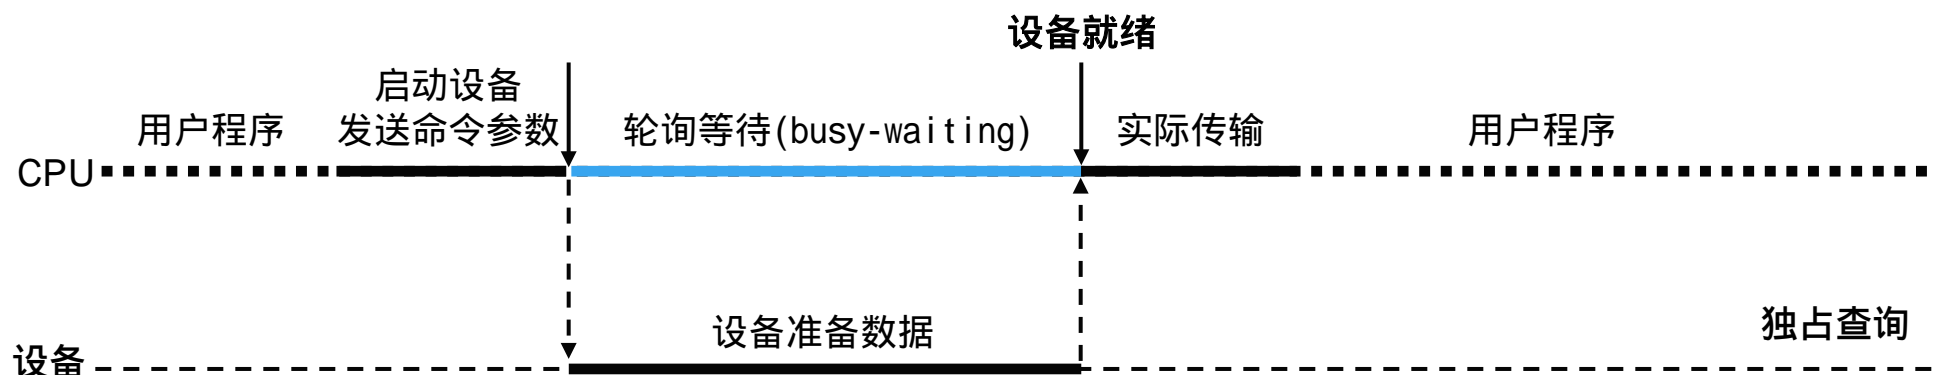 设备就绪
启动设备
用户程序 发送命令参数 轮询等待(busy-waiting) 实际传输 用户程序
CPU
独占查询
设备准备数据
设备